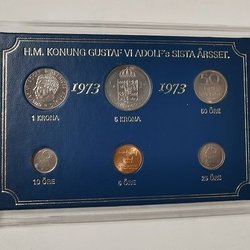 H.M. KONUNG GUSTAF VI ADOLF's SISTA ÅRSSET.
1973 1973
1 KRONA 5 KRONA 50 ÖRE
10 ÖRE 5 ÖRE 25 ÖRE